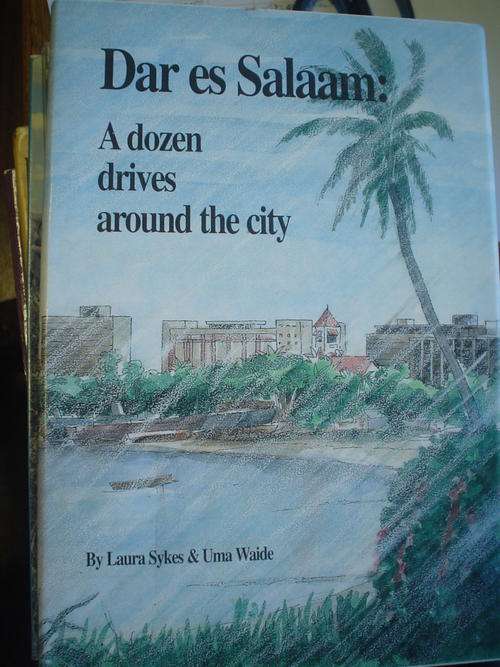 Dar es Salaam:
A dozen
drives
around the city
By Laura Sykes & Uma Waide